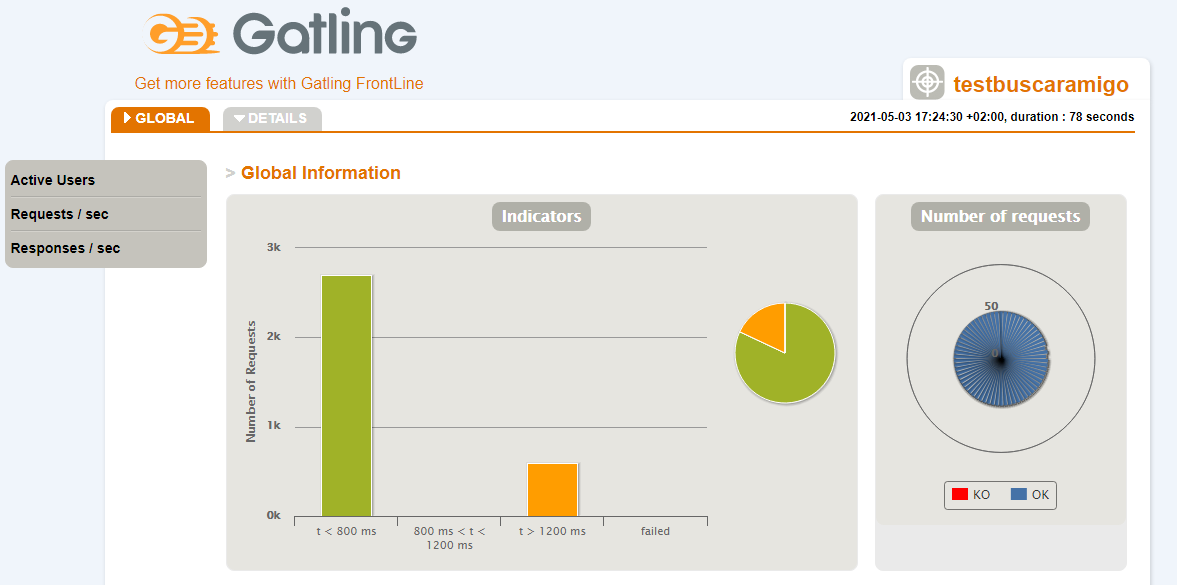 Gatling
Get more features with Gatling FrontLine
testbuscaramigo
GLOBAL
DETAILS
2021-05-03 17:24:30 +02:00, duration : 78 seconds
Active Users
Requests / sec
Responses / sec
> Global Information
Indicators
Number of Requests
3k
2k
1k
0k
t < 800 ms
800 ms < t <
1200 ms
t > 1200 ms
failed
Number of requests
50
0
KO
OK